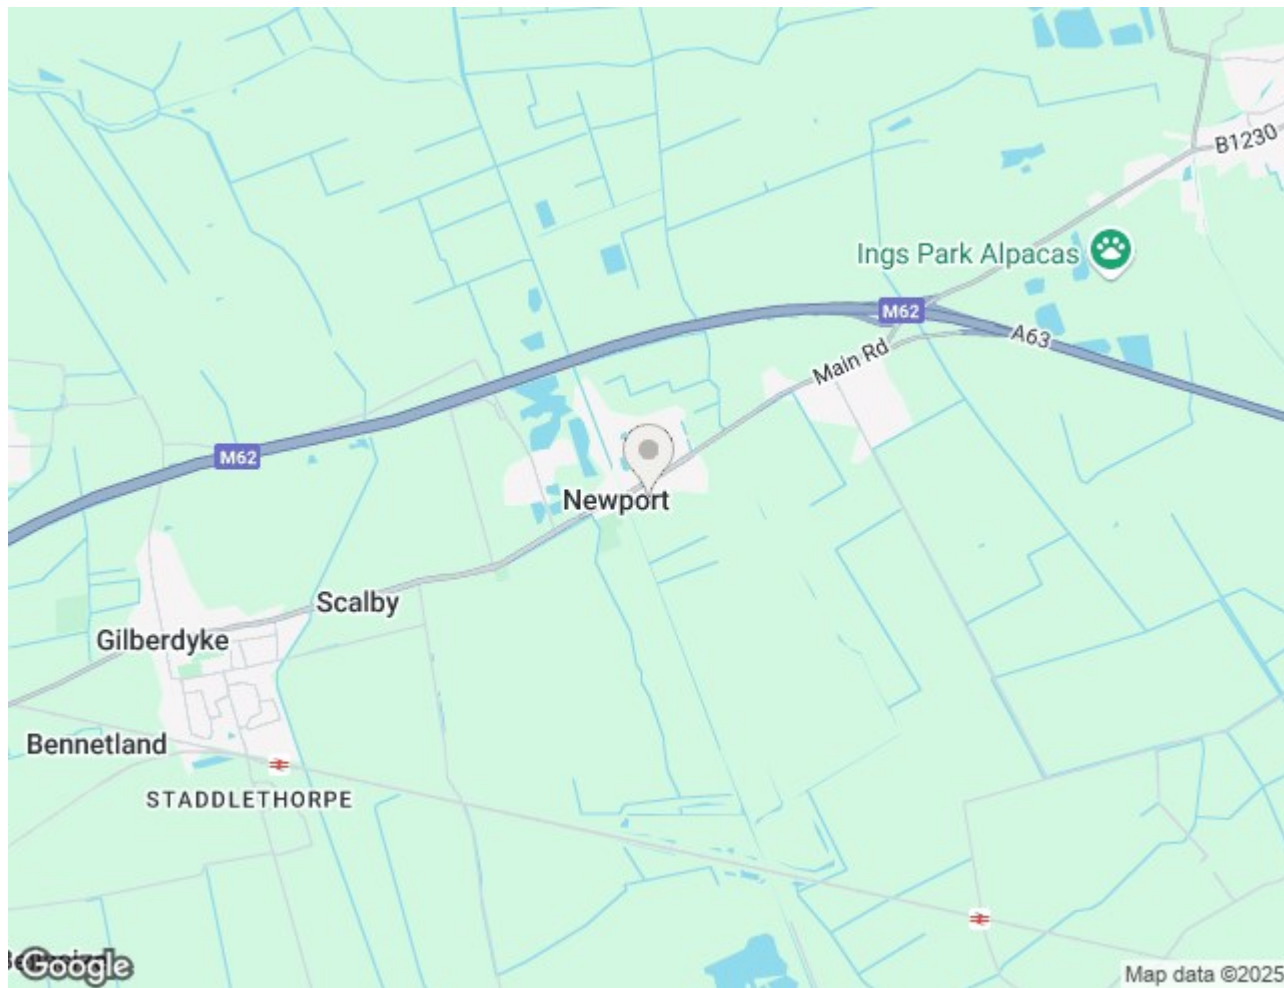 B1230
Ings Park Alpacas
M62
A63
Main Rd
M62
Newport
Scalby
Gilberdyke
Bennetland
STADDLETHORPE
Google
Map data ©2025